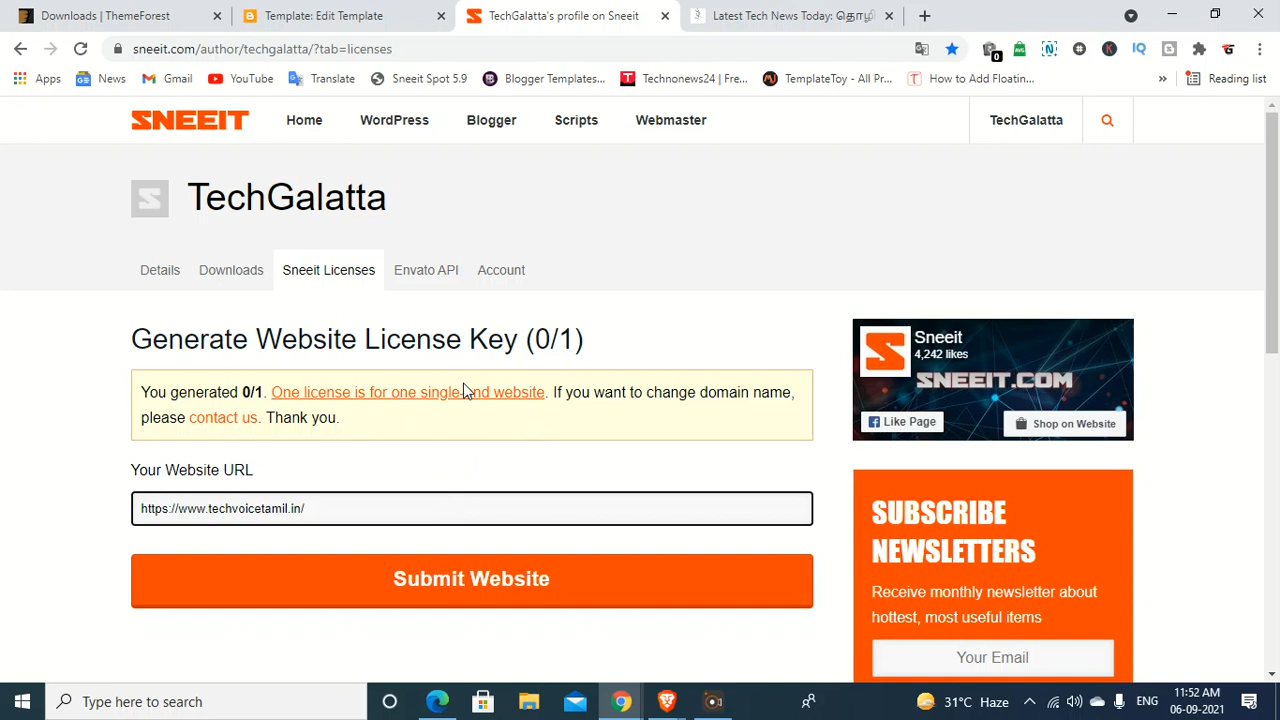 Downloads | ThemeForest
Template: Edit Template
TechGalatta's profile on Sneeit
Latest Tech News Today:
sneeit.com/author/techgalatta/?tab=licenses
0
IQ
Apps
News
Gmail
YouTube
Translate
Sneeit Spot 5.9
Blogger Templates...
Technonews24 | Fre...
TemplateToy - All Pr...
How to Add Floatin...
»
Reading list
SNEEIT
Home
WordPress
Blogger
Scripts
Webmaster
TechGalatta
TechGalatta
Details
Downloads
Sneeit Licenses
Envato API
Account
Generate Website License Key (0/1)
You generated 0/1. One license is for one single end website. If you want to change domain name,
please contact us. Thank you.
Your Website URL
https://www.techvoicetamil.in/
Submit Website
Sneeit
4,242 likes
SNEEIT.COM
Like Page
Shop on Website
SUBSCRIBE
NEWSLETTERS
Receive monthly newsletter about
hottest, most useful items
Your Email
Type here to search
31°C Haze
ENG
11:52 AM
06-09-2021